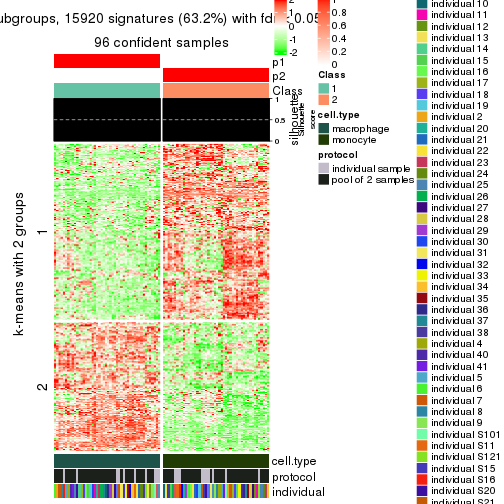 ubgroups, 15920 signatures (63.2%) with fdr < 0.05
96 confident samples
p1
p2
Class
1
0.5
0
silhouette
score
2
1
0
-1
-2
0.8
0.6
0.4
0.2
0
Class
1
2
cell.type
macrophage
monocyte
protocol
individual sample
pool of 2 samples
k-means with 2 groups
1
2
cell.type
protocol
individual
individual 10
individual 11
individual 12
individual 13
individual 14
individual 15
individual 16
individual 17
individual 18
individual 19
individual 2
individual 20
individual 21
individual 22
individual 23
individual 24
individual 25
individual 26
individual 27
individual 28
individual 29
individual 30
individual 31
individual 32
individual 33
individual 34
individual 35
individual 36
individual 37
individual 38
individual 4
individual 40
individual 41
individual 5
individual 6
individual 7
individual 8
individual 9
individual S101
individual S11
individual S121
individual S15
individual S16
individual S20
individual S21